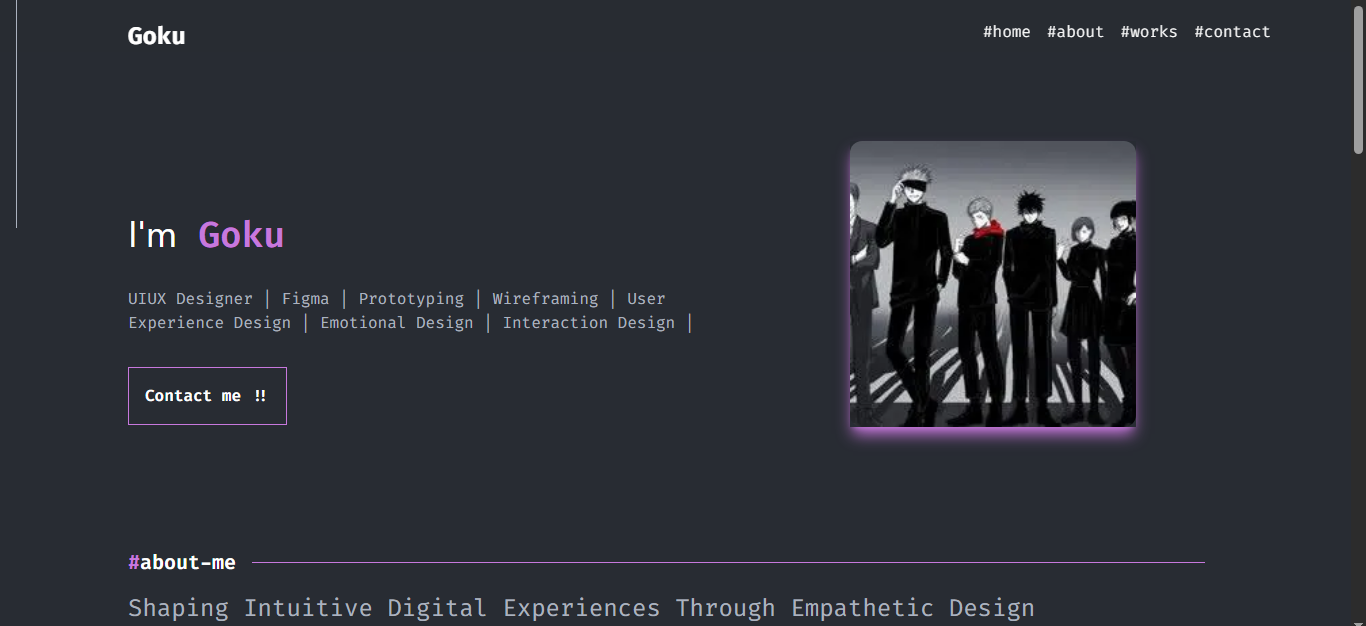 Goku
#home #about #works #contact
I'm Goku
UIUX Designer | Figma | Prototyping | Wireframing | User
Experience Design | Emotional Design | Interaction Design |
Contact me !!
#about-me
Shaping Intuitive Digital Experiences Through Empathetic Design